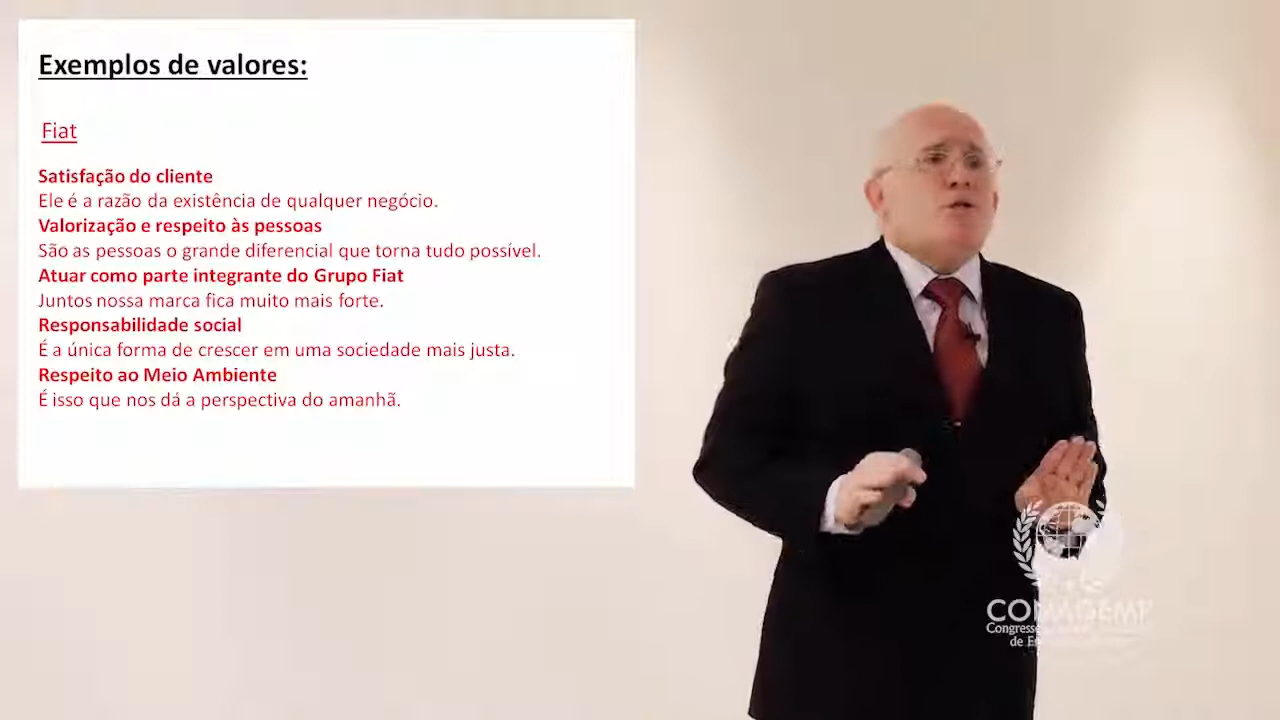 Exemplos de valores:
Fiat
Satisfação do cliente
Ele é a razão da existência de qualquer negócio.
Valorização e respeito às pessoas
São as pessoas o grande diferencial que torna tudo possível.
Atuar como parte integrante do Grupo Fiat
Juntos nossa marca fica muito mais forte.
Responsabilidade social
É a única forma de crescer em uma sociedade mais justa.
Respeito ao Meio Ambiente
É isso que nos dá a perspectiva do amanhã.
de